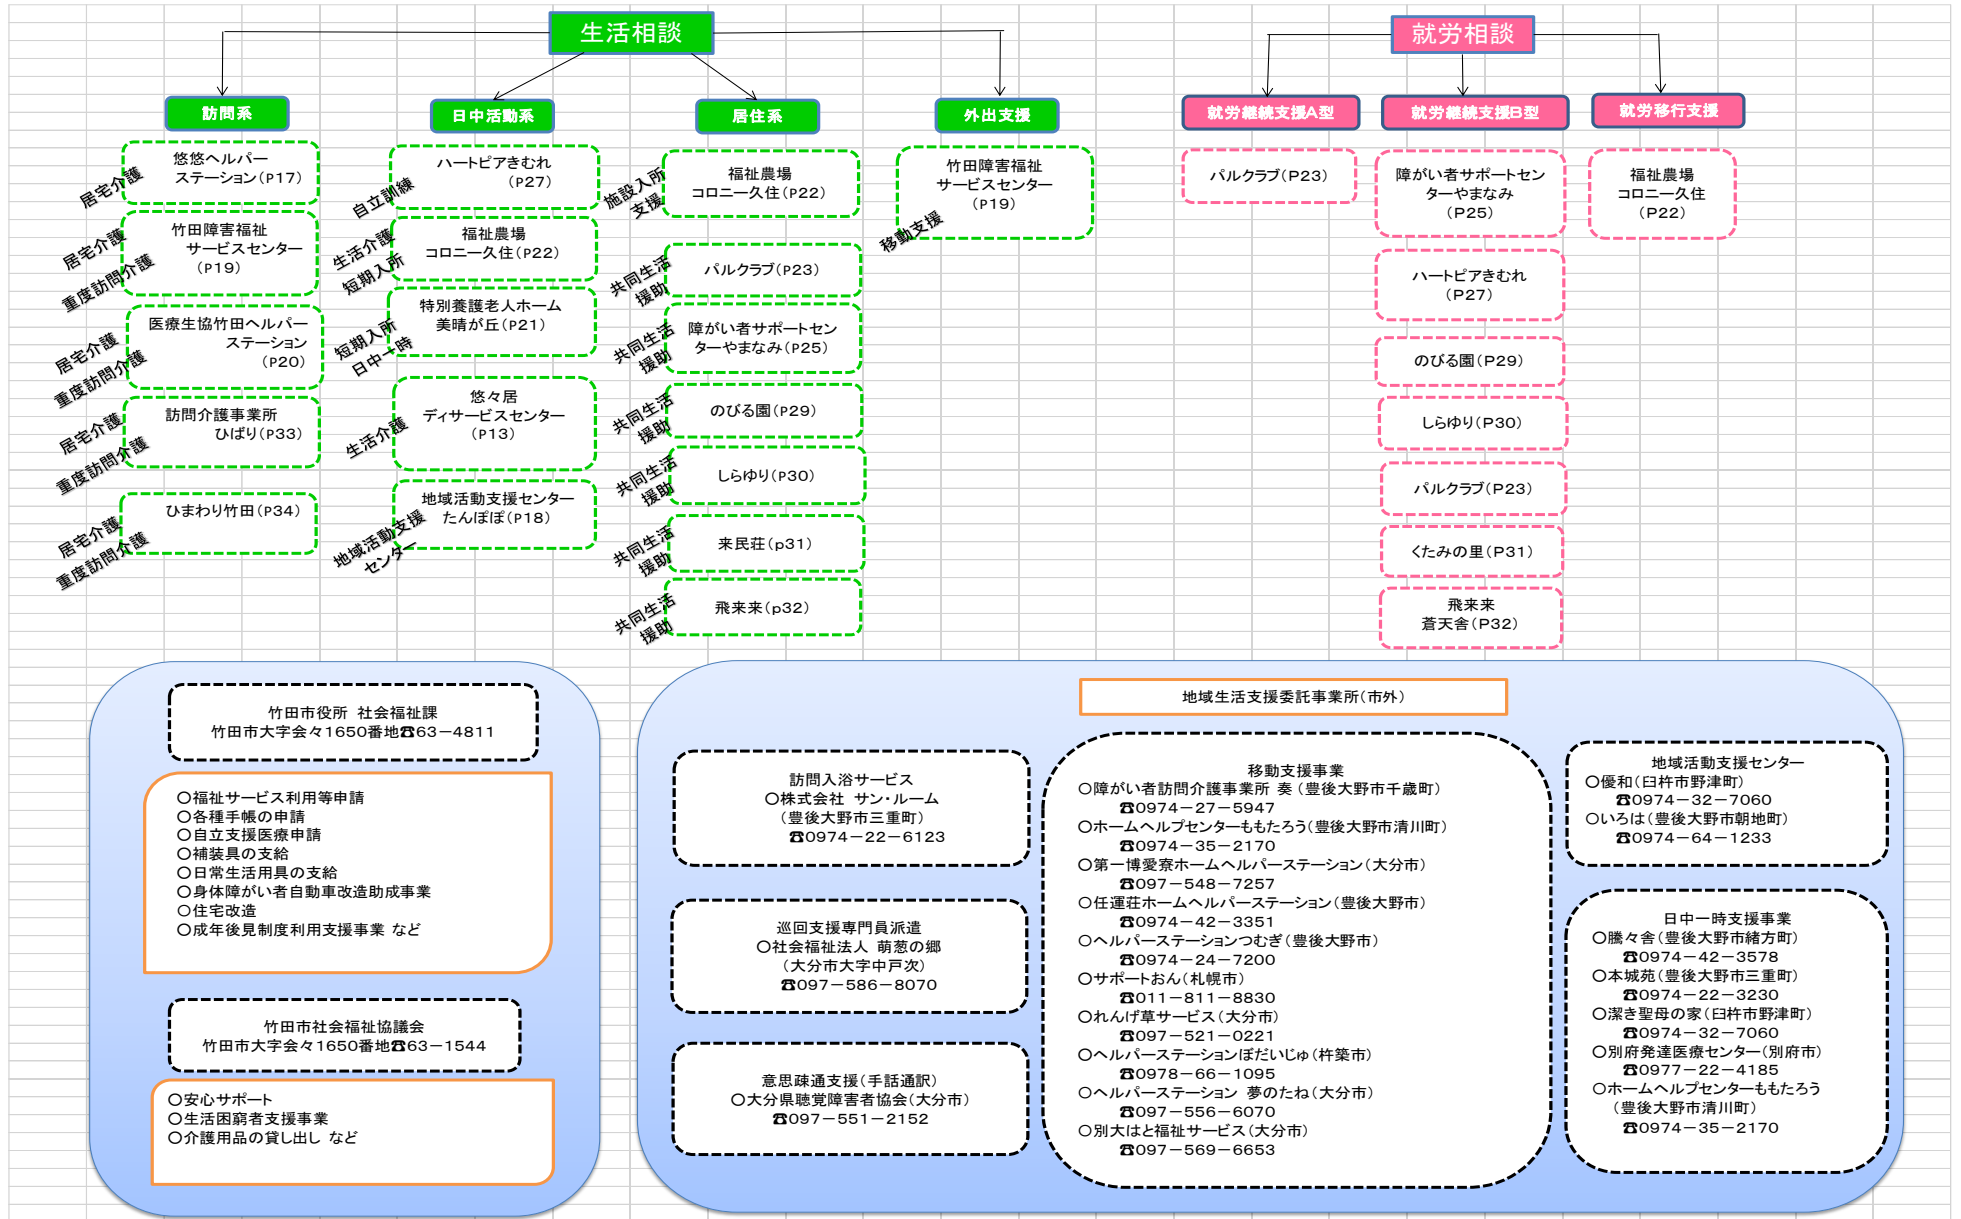 生活相談
訪問系
居宅介護
悠悠ヘルパー
ステーション(P17)
居宅介護
重度訪問介護
竹田障害福祉
サービスセンター
(P19)
居宅介護
重度訪問介護
医療生協竹田ヘルパー
ステーション
(P20)
居宅介護
重度訪問介護
訪問介護事業所
ひばり(P33)
居宅介護
重度訪問介護
ひまわり竹田(P34)
日中活動系
自立訓練
ハートピアきむれ
(P27)
生活介護
短期入所
福祉農場
コロニー久住(P22)
短期入所
日中一時
特別養護老人ホーム
美晴が丘(P21)
生活介護
悠々居
ディサービスセンター
(P13)
地域活動支援
センター
地域活動支援センター
たんぽぽ(P18)
居住系
施設入所
支援
福祉農場
コロニー久住(P22)
共同生活
援助
パルクラブ(P23)
共同生活
援助
障がい者サポートセン
ターやまなみ(P25)
共同生活
援助
のびる園(P29)
共同生活
援助
しらゆり(P30)
共同生活
援助
来民荘(p31)
共同生活
援助
飛来来(p32)
外出支援
移動支援
竹田障害福祉
サービスセンター
(P19)
就労相談
就労継続支援A型
パルクラブ(P23)
就労継続支援B型
障がい者サポートセン
ターやまなみ
(P25)
ハートピアきむれ
(P27)
のびる園(P29)
しらゆり(P30)
パルクラブ(P23)
くたみの里(P31)
飛来来
蒼天舎(P32)
就労移行支援
福祉農場
コロニー久住
(P22)
竹田市役所 社会福祉課
竹田市大字会々1650番地☎63-4811
○福祉サービス利用等申請
○各種手帳の申請
○自立支援医療申請
○補装具の支給
○日常生活用具の支給
○身体障がい者自動車改造助成事業
○住宅改造
○成年後見制度利用支援事業 など
竹田市社会福祉協議会
竹田市大字会々1650番地☎63-1544
○安心サポート
○生活困窮者支援事業
○介護用品の貸し出し など
地域生活支援委託事業所(市外)
訪問入浴サービス
○株式会社 サン・ルーム
(豊後大野市三重町)
☎0974-22-6123
巡回支援専門員派遣
○社会福祉法人 萌葱の郷
(大分市大字中戸次)
☎097-586-8070
意思疎通支援(手話通訳)
○大分県聴覚障害者協会(大分市)
☎097-551-2152
移動支援事業
○障がい者訪問介護事業所 奏(豊後大野市千歳町)
☎0974-27-5947
○ホームヘルプセンターももたろう(豊後大野市清川町)
☎0974-35-2170
○第一博愛寮ホームヘルパーステーション(大分市)
☎097-548-7257
○任運荘ホームヘルパーステーション(豊後大野市)
☎0974-42-3351
○ヘルパーステーションつむぎ(豊後大野市)
☎0974-24-7200
○サポートおん(札幌市)
☎011-811-8830
○れんげ草サービス(大分市)
☎097-521-0221
○ヘルパーステーションぼだいじゅ(杵築市)
☎0978-66-1095
○ヘルパーステーション 夢のたね(大分市)
☎097-556-6070
○別大はと福祉サービス(大分市)
☎097-569-6653
地域活動支援センター
○優和(臼杵市野津町)
☎0974-32-7060
○いろは(豊後大野市朝地町)
☎0974-64-1233
日中一時支援事業
○騰々舎(豊後大野市緒方町)
☎0974-42-3578
○本城苑(豊後大野市三重町)
☎0974-22-3230
○潔き聖母の家(臼杵市野津町)
☎0974-32-7060
○別府発達医療センター(別府市)
☎0977-22-4185
○ホームヘルプセンターももたろう
(豊後大野市清川町)
☎0974-35-2170